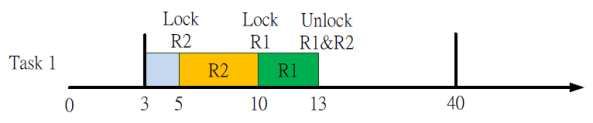 Lock Lock Unlock
R2 R1 R1&R2
Task 1 R2 R1
0 3 5 10 13 40